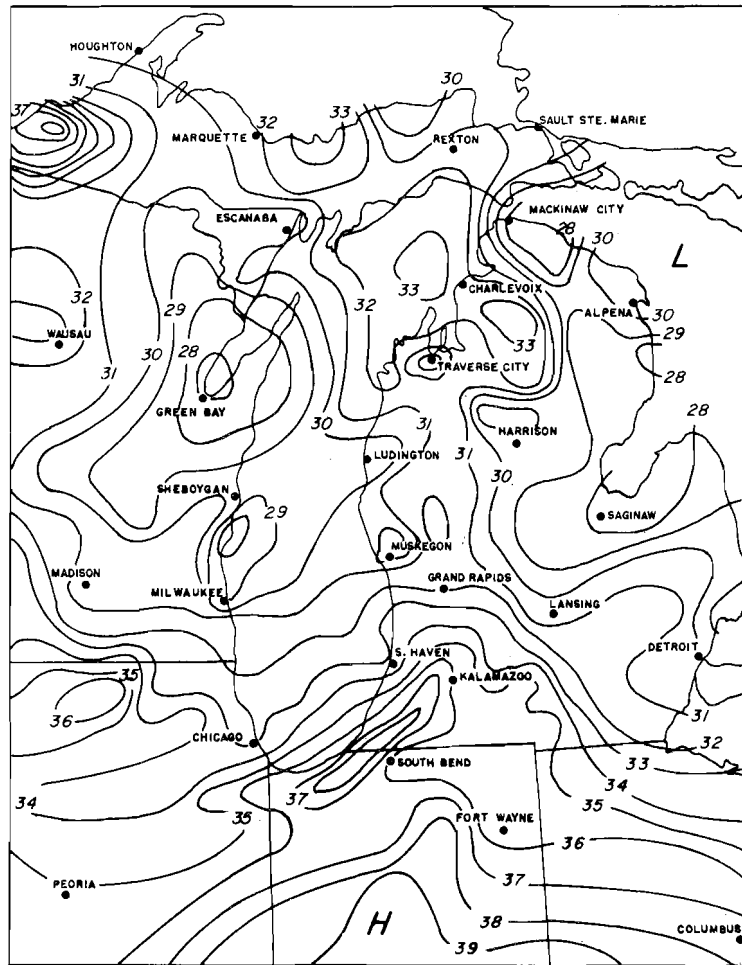 HOUGHTON
31
30
37
32
33
MARQUETTE
REXTON
SAULT STE. MARIE
ESCANABA
MACKINAW CITY
28
30
L
33
CHARLEVOIX
32
32
29
ALPENA
30
WAUSAU
33
29
28
TRAVERSE CITY
30
28
31
GREEN BAY
31
30
HARRISON
28
LUDINGTON
31
30
SHEBOYGAN
29
SAGINAW
MUSKEGON
MADISON
GRAND RAPIDS
MILWAUKEE
LANSING
DETROIT
S. HAVEN
35
KALAMAZOO
36
31
CHICAGO
32
SOUTH BEND
33
34
37
34
35
35
FORT WAYNE
36
PEORIA
37
38
H
COLUMBUS
39